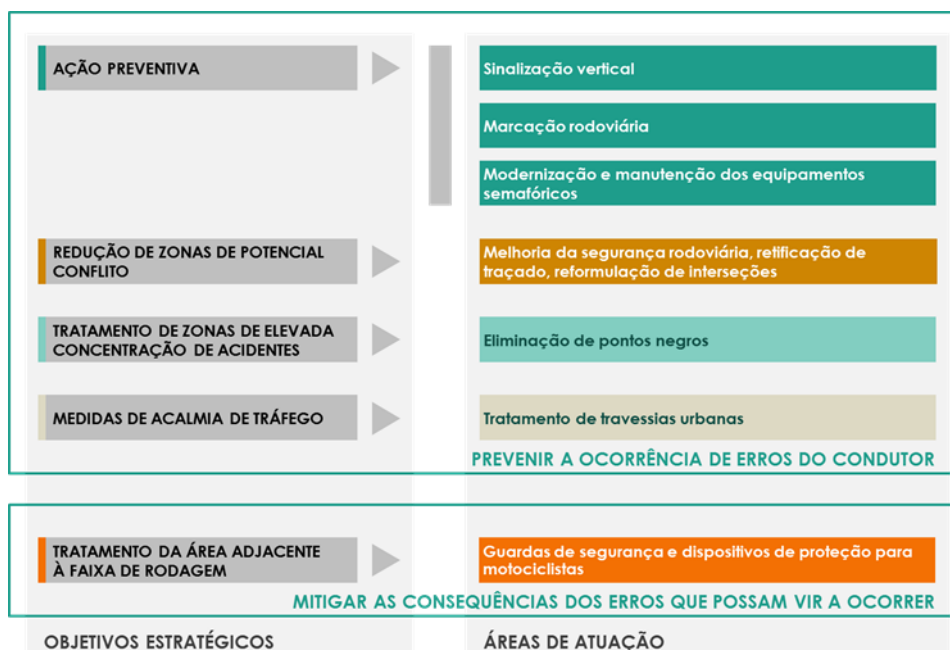 AÇÃO PREVENTIVA
Sinalização vertical
Marcação rodoviária
Modernização e manutenção dos equipamentos
semafóricos
REDUÇÃO DE ZONAS DE POTENCIAL
CONFLITO
Melhoria da segurança rodoviária, retificação de
traçado, reformulação de interseções
TRATAMENTO DE ZONAS DE ELEVADA
CONCENTRAÇÃO DE ACIDENTES
Eliminação de pontos negros
MEDIDAS DE ACALMIA DE TRÁFEGO
Tratamento de travessias urbanas
PREVENIR A OCORRÊNCIA DE ERROS DO CONDUTOR
TRATAMENTO DA ÁREA ADJACENTE
À FAIXA DE RODAGEM
Guardas de segurança e dispositivos de proteção para
motociclistas
MITIGAR AS CONSEQUÊNCIAS DOS ERROS QUE POSSAM VIR A OCORRER
OBJETIVOS ESTRATÉGICOS
ÁREAS DE ATUAÇÃO